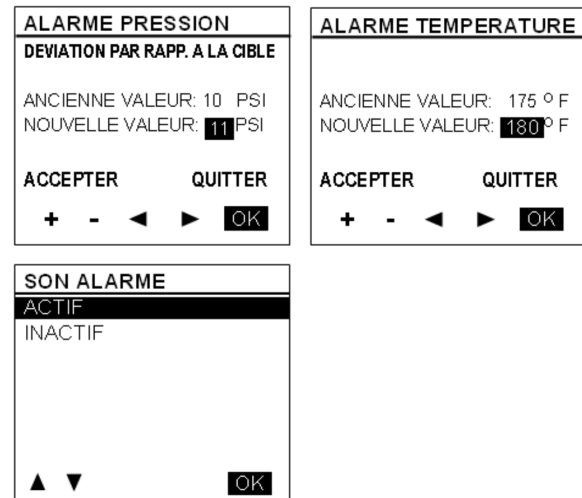 ALARME PRESSION
DEVIATION PAR RAPP. A LA CIBLE
ANCIENNE VALEUR: 10 PSI
NOUVELLE VALEUR: 11 PSI
ACCEPTER QUITTER
+ - ◀ ▶ OK
ALARME TEMPERATURE
ANCIENNE VALEUR: 175 º F
NOUVELLE VALEUR: 180 º F
ACCEPTER QUITTER
+ - ◀ ▶ OK
SON ALARME
ACTIF
INACTIF
▲ ▼ OK